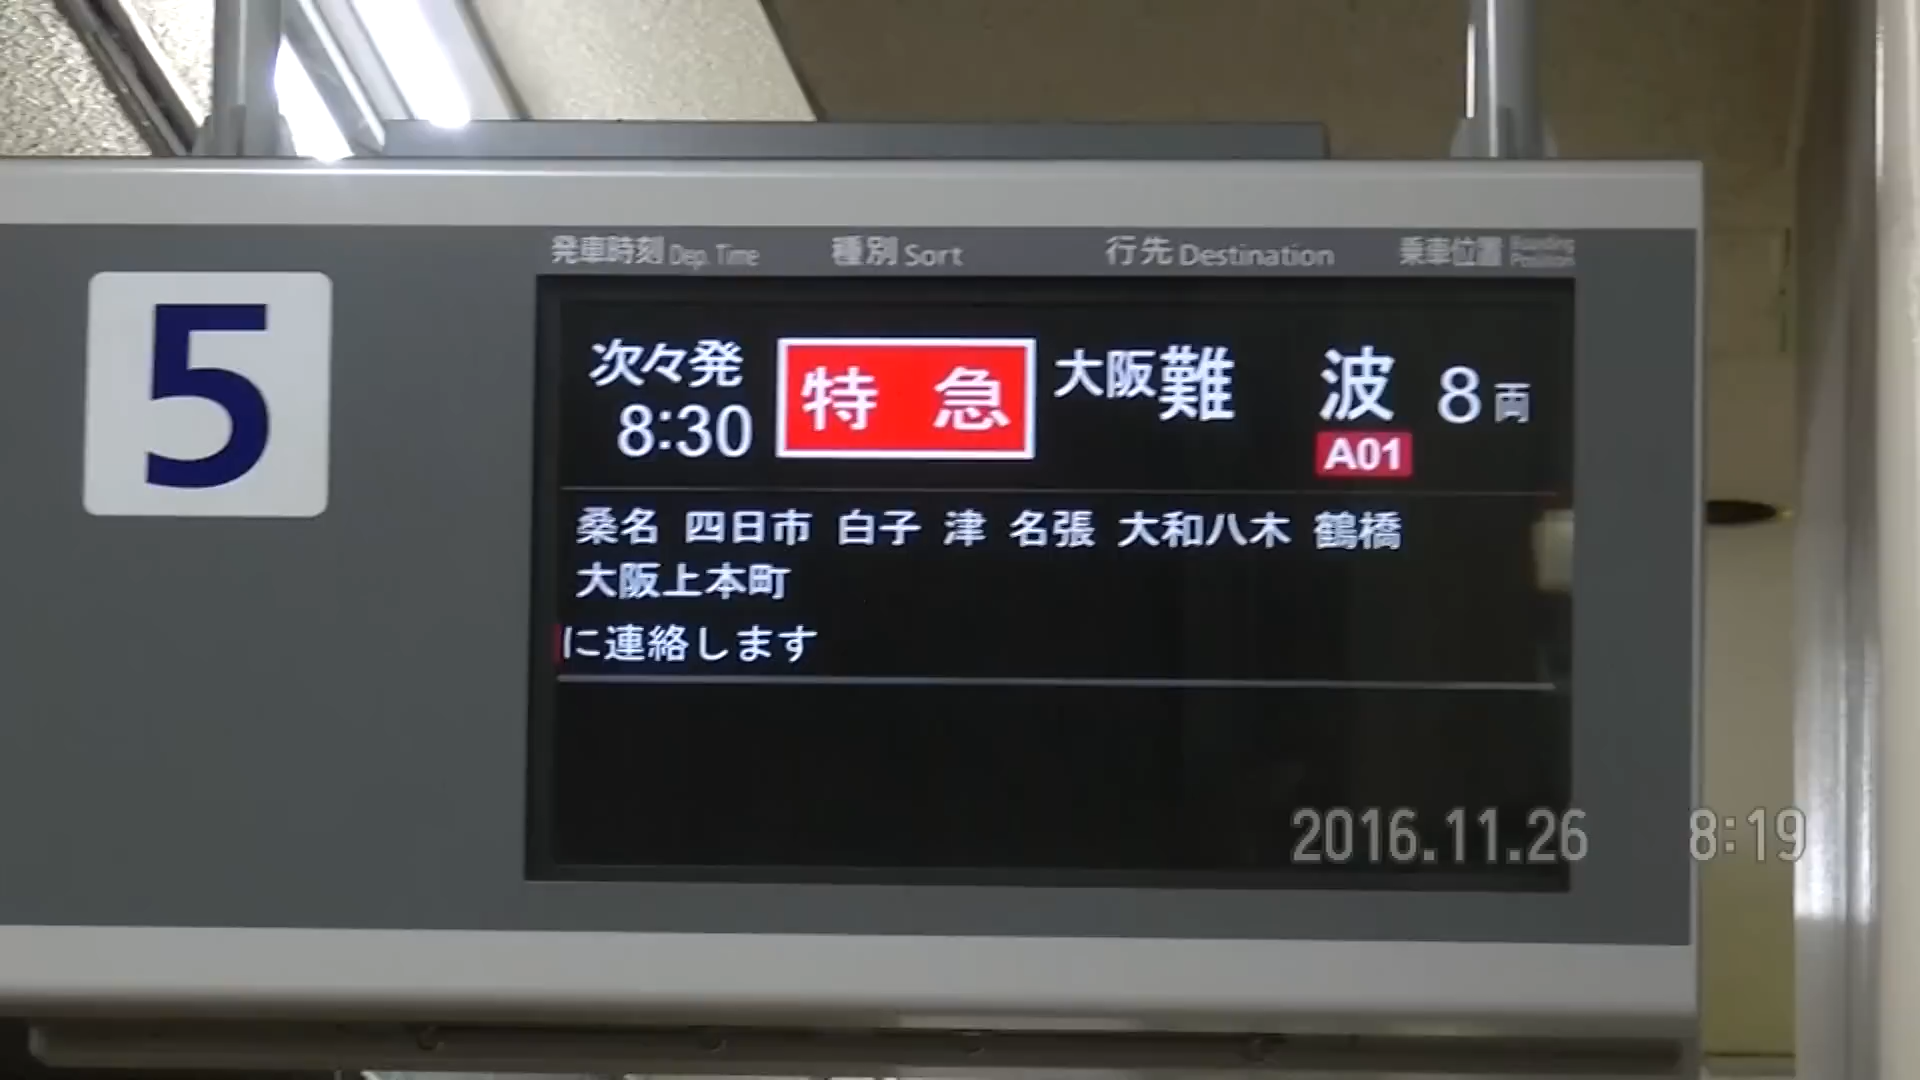 発車時刻 Dep. Time 種別 Sort 行先 Destination 乗車位置 Boarding Position
5
次々発 特急 大阪難波 8両
8:30 A01
桑名 四日市 白子 津 名張 大和八木 鶴橋
大阪上本町
に連絡します
2016.11.26 8:19